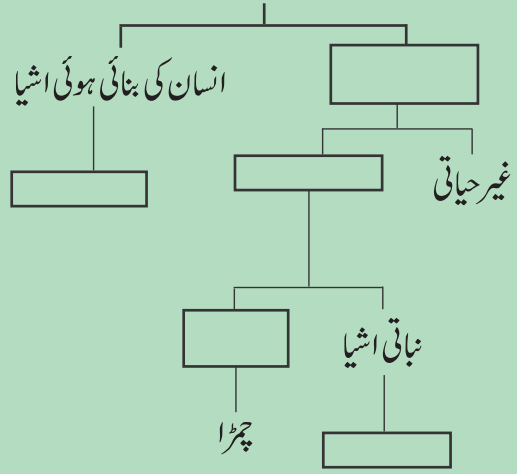 انسان کی بنائی ہوئی اشیا
غیر حیاتی
نباتی اشیا
چمڑا